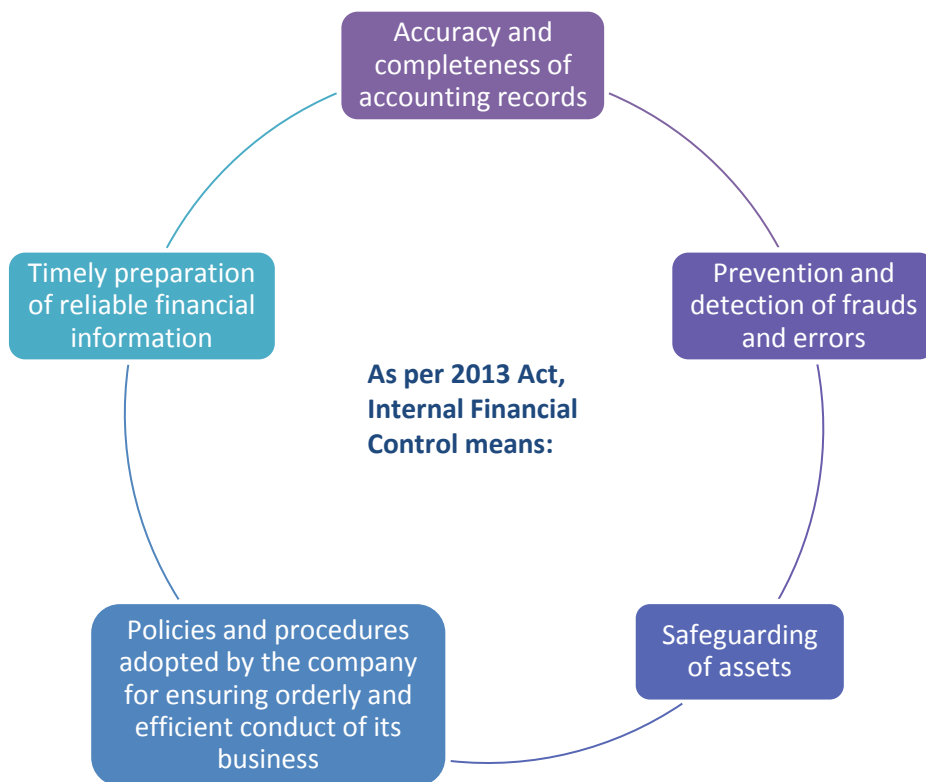 Accuracy and
completeness of
accounting records
Prevention and
detection of frauds
and errors
Safeguarding
of assets
Policies and procedures
adopted by the company
for ensuring orderly and
efficient conduct of its
business
Timely preparation
of reliable financial
information
As per 2013 Act,
Internal Financial
Control means: